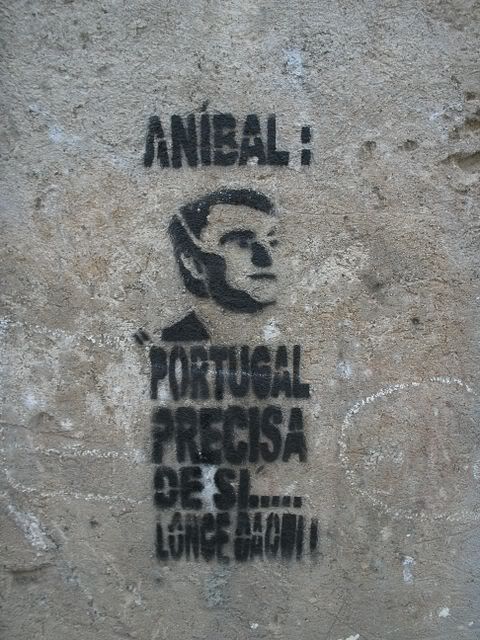 ANÍBAL:
"PORTUGAL
PRECISA
DE SI.....
LONGE DAQUI!